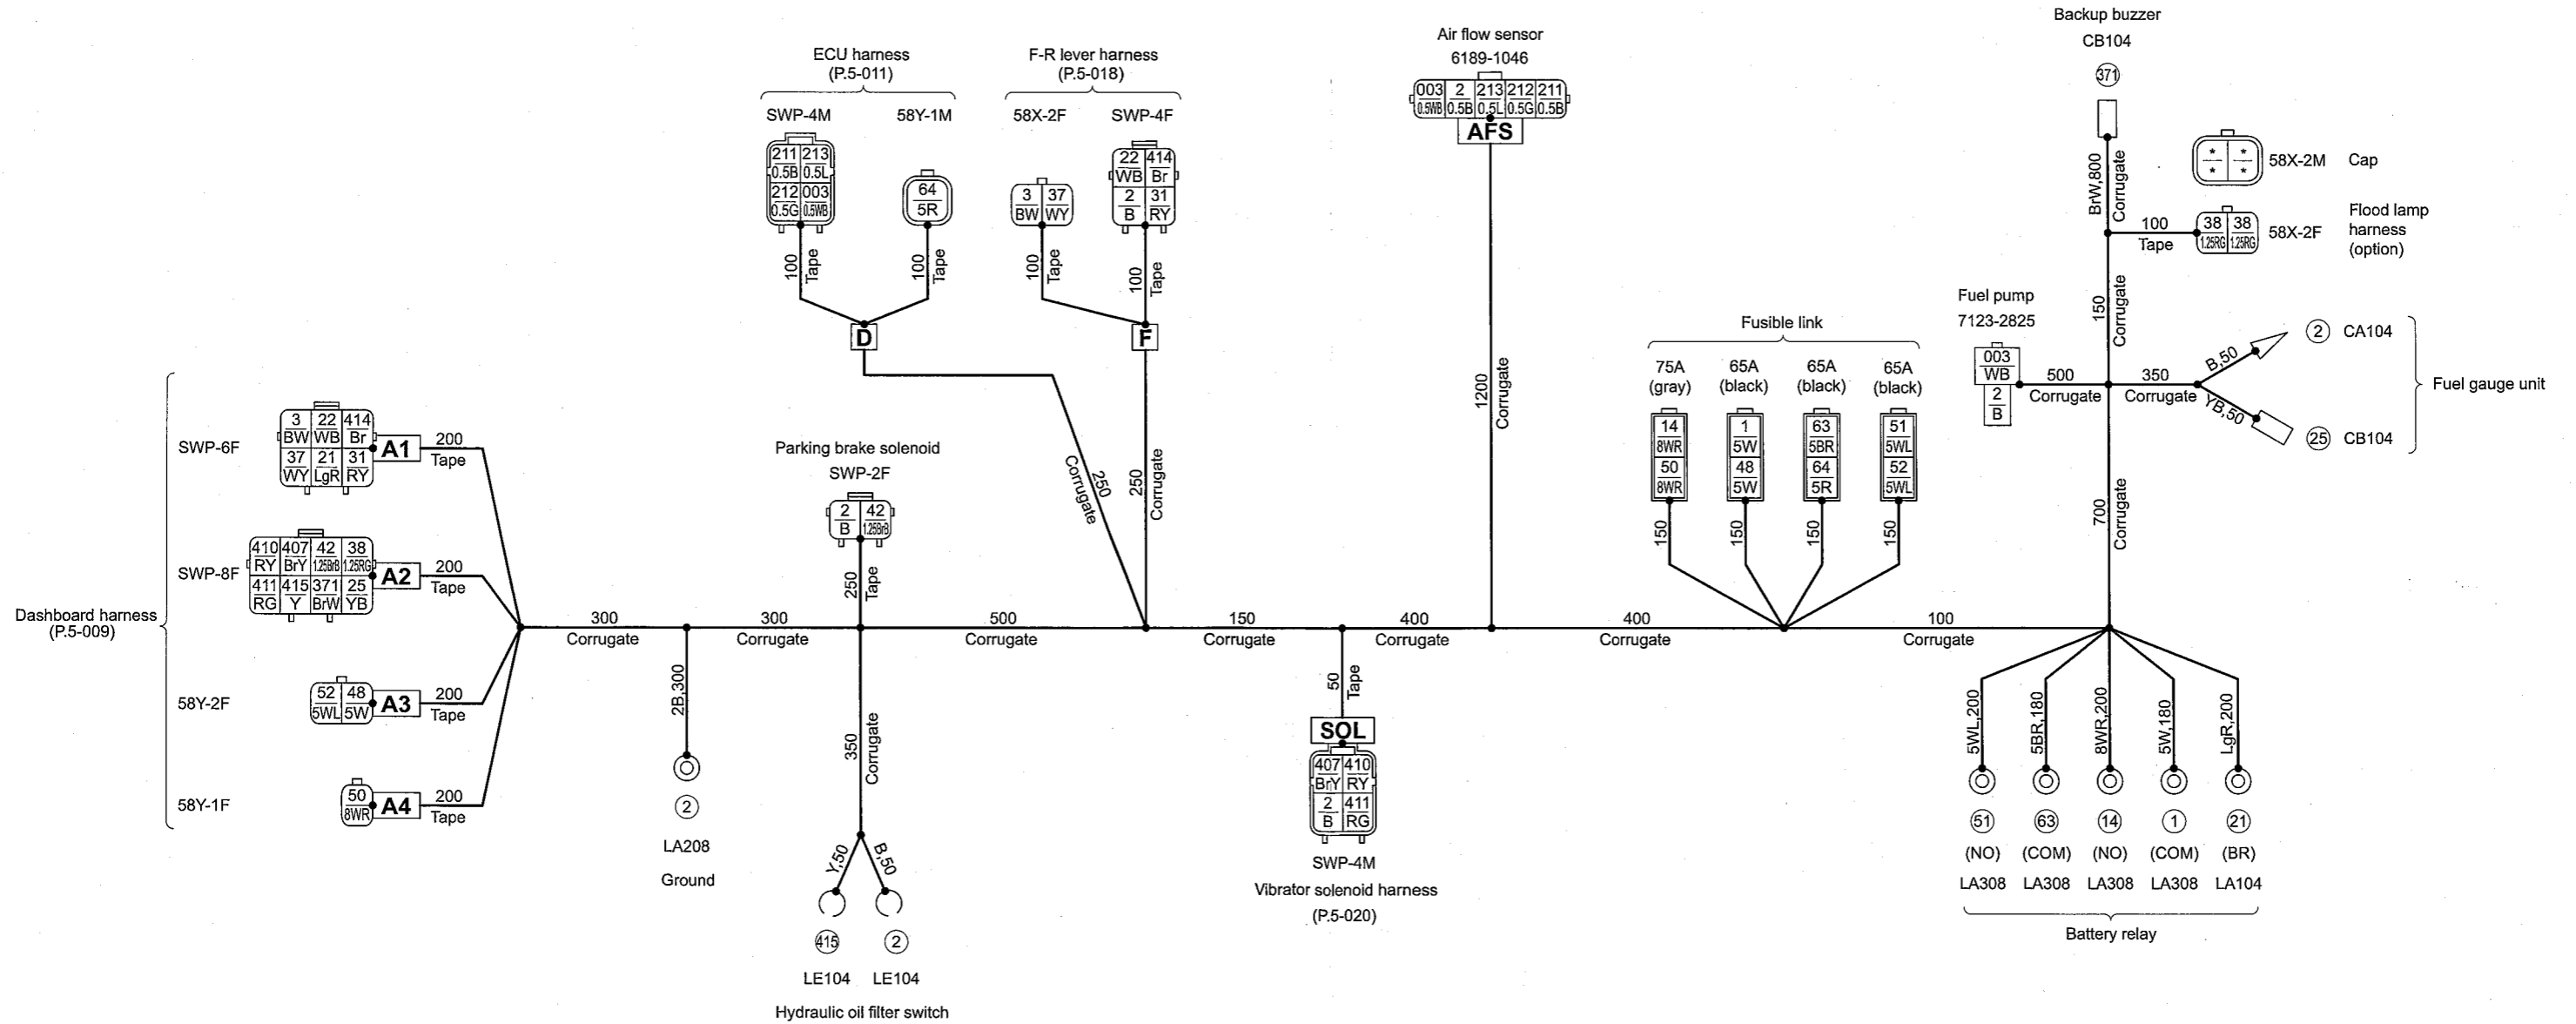 Backup buzzer
CB104
371
BrW,800
Corrugate
58X-2M
Cap
* *
* *
100
Tape
38 38
1.25RG 1.25RG
58X-2F
Flood lamp
harness
(option)
150
Corrugate
Fuel pump
7123-2825
003
WB
2
B
500
Corrugate
350
Corrugate
B,50
YB,50
2
CA104
25
CB104
Fuel gauge unit
700
Corrugate
ECU harness
(P.5-011)
SWP-4M
58Y-1M
211 213
0.5B 0.5L
212 003
0.5G 0.5WB
64
5R
100
Tape
100
Tape
D
250
Corrugate
F-R lever harness
(P.5-018)
58X-2F
SWP-4F
3 37
BW WY
22 414
WB Br
2 31
B RY
100
Tape
100
Tape
F
250
Corrugate
Air flow sensor
6189-1046
003 2 213 212 211
0.5WB 0.5B 0.5L 0.5G 0.5B
AFS
1200
Corrugate
Fusible link
75A
(gray)
65A
(black)
65A
(black)
65A
(black)
14
8WR
50
8WR
1
5W
48
5W
63
5BR
64
5R
51
5WL
52
5WL
150
150
150
150
Dashboard harness
(P.5-009)
SWP-6F
3 22 414
BW WB Br
37 21 31
WY LgR RY
A1
200
Tape
SWP-8F
410 407 42 38
RY BrY 1.25BrB 1.25RG
411 415 371 25
RG Y BrW YB
A2
200
Tape
58Y-2F
52 48
5WL 5W
A3
200
Tape
58Y-1F
50
8WR
A4
200
Tape
Parking brake solenoid
SWP-2F
2 42
B 1.25BrB
250
Tape
300
Corrugate
300
Corrugate
500
Corrugate
150
Corrugate
400
Corrugate
400
Corrugate
100
Corrugate
2B,300
2
LA208
Ground
350
Corrugate
Y,50
B,50
415
2
LE104
LE104
Hydraulic oil filter switch
50
Tape
SOL
407 410
BrY RY
2 411
B RG
SWP-4M
Vibrator solenoid harness
(P.5-020)
5WL,200
5BR,180
8WR,200
5W,180
LgR,200
51 63 14 1 21
(NO) (COM) (NO) (COM) (BR)
LA308 LA308 LA308 LA308 LA104
Battery relay